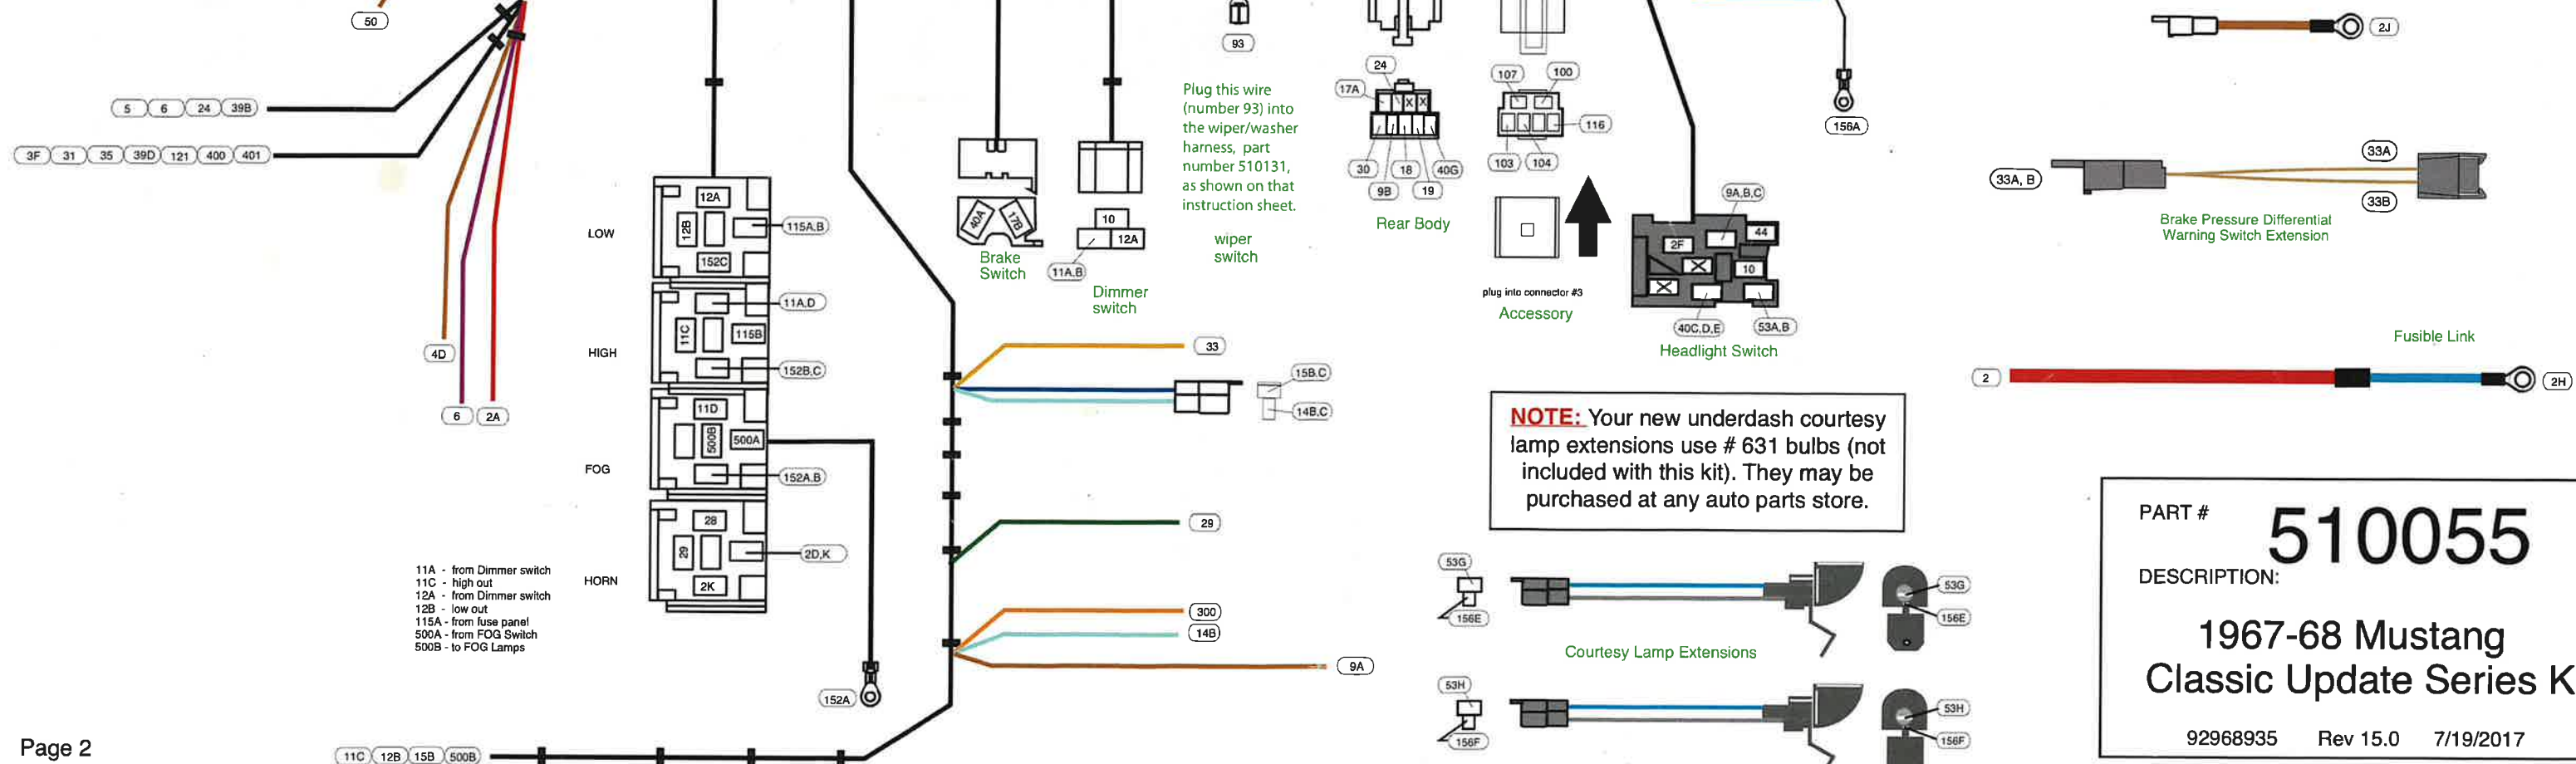 50
5 6 24 39B
3F 31 35 39D 121 400 401
4D
6 2A
LOW
12A
12B
115A,B
152C
HIGH
11A,D
11C
115B
152B,C
FOG
11D
500B
500A
152A,B
HORN
28
29
2D,K
2K
11A - from Dimmer switch
11C - high out
12A - from Dimmer switch
12B - low out
115A - from fuse panel
500A - from FOG Switch
500B - to FOG Lamps
152A
Page 2
11C 12B 15B 500B
40A 17B
Brake
Switch
10
12A
11A,B
Dimmer
switch
93
Plug this wire
(number 93) into
the wiper/washer
harness, part
number 510131,
as shown on that
instruction sheet.
wiper
switch
33
15B,C
14B,C
29
300
14B
9A
24
17A
X X
30 18 40G
9B 19
Rear Body
107 100
116
103 104
plug into connector #3
Accessory
9A,B,C
2F
44
X
10
X
40C,D,E 53A,B
Headlight Switch
156A
NOTE: Your new underdash courtesy
lamp extensions use # 631 bulbs (not
included with this kit). They may be
purchased at any auto parts store.
53G
156E
53G
156E
Courtesy Lamp Extensions
53H
156F
53H
156F
2J
33A, B
33A
33B
Brake Pressure Differential
Warning Switch Extension
Fusible Link
2
2H
PART # 510055
DESCRIPTION:
1967-68 Mustang
Classic Update Series K
92968935 Rev 15.0 7/19/2017